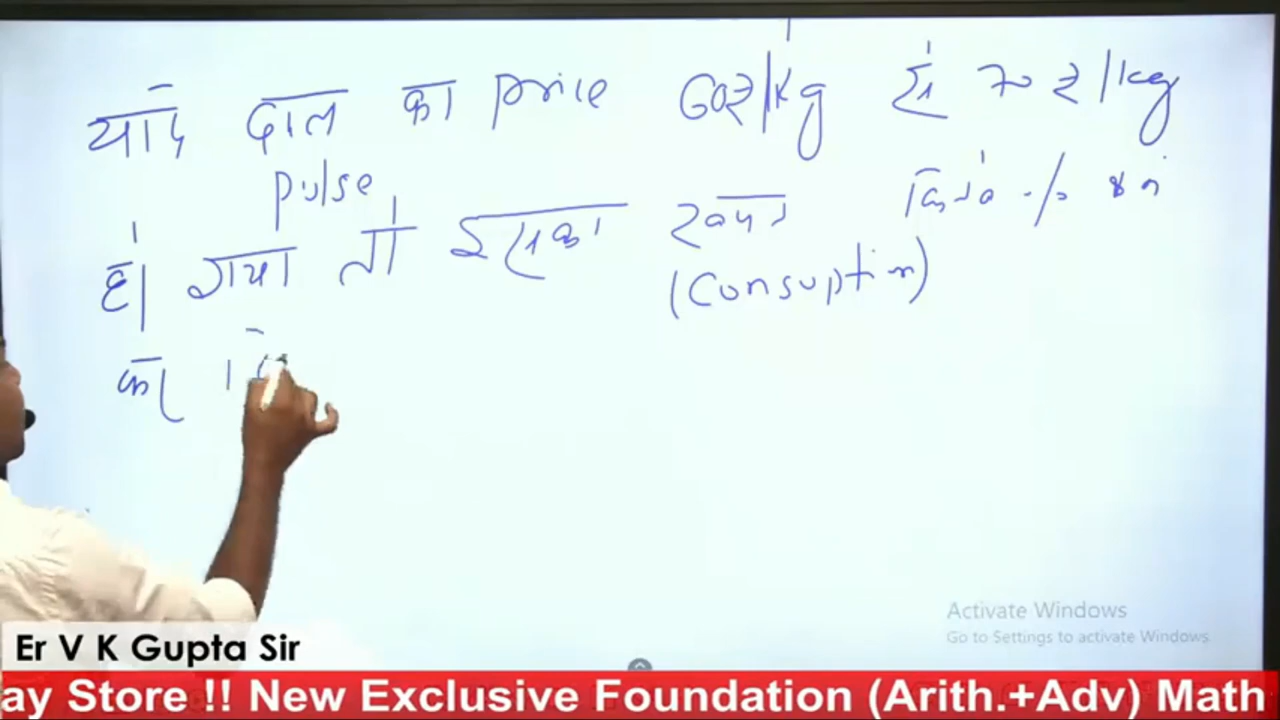 यदि दाल का price 60₹/kg से 70₹/kg
pulse
हो गया तो इसका खपत कितना % से
(Consuption)
कम
Activate Windows
Go to Settings to activate Windows.
Er V K Gupta Sir
ay Store !! New Exclusive Foundation (Arith.+Adv) Math